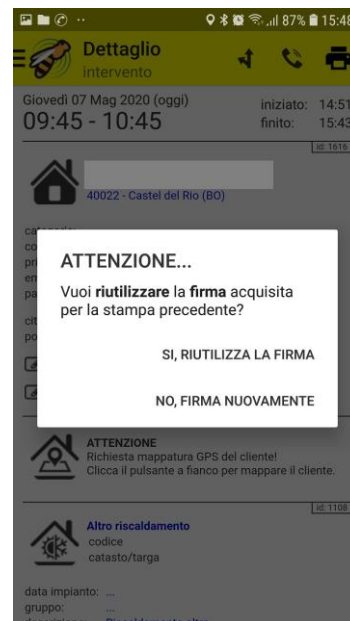 87% 15:48
Dettaglio
intervento
Giovedì 07 Mag 2020 (oggi) iniziato: 14:51
09:45 - 10:45 finito: 15:43
id: 1616
40022 - Castel del Rio (BO)
ATTENZIONE...
Vuoi riutilizzare la firma acquisita
per la stampa precedente?
SI, RIUTILIZZA LA FIRMA
NO, FIRMA NUOVAMENTE
ATTENZIONE
Richiesta mappatura GPS del cliente!
Clicca il pulsante a fianco per mappare il cliente.
id: 1108
Altro riscaldamento
codice
catasto/targa
data impianto: ...
gruppo: ...